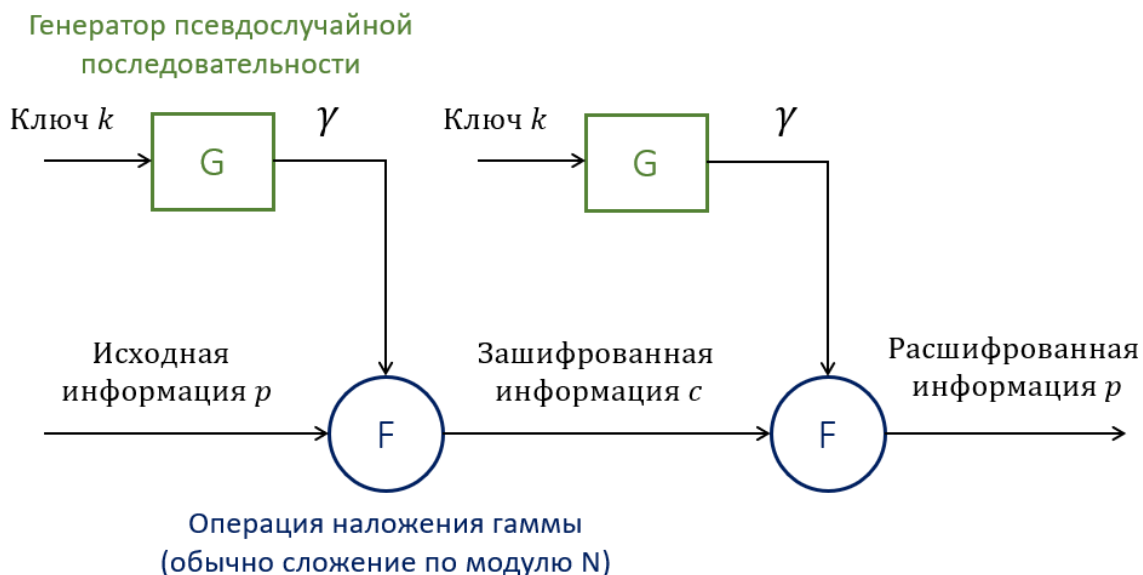 Генератор псевдослучайной
последовательности
Ключ k
γ
Ключ k
γ
G
G
Исходная
информация p
Зашифрованная
информация c
Расшифрованная
информация p
F
F
Операция наложения гаммы
(обычно сложение по модулю N)